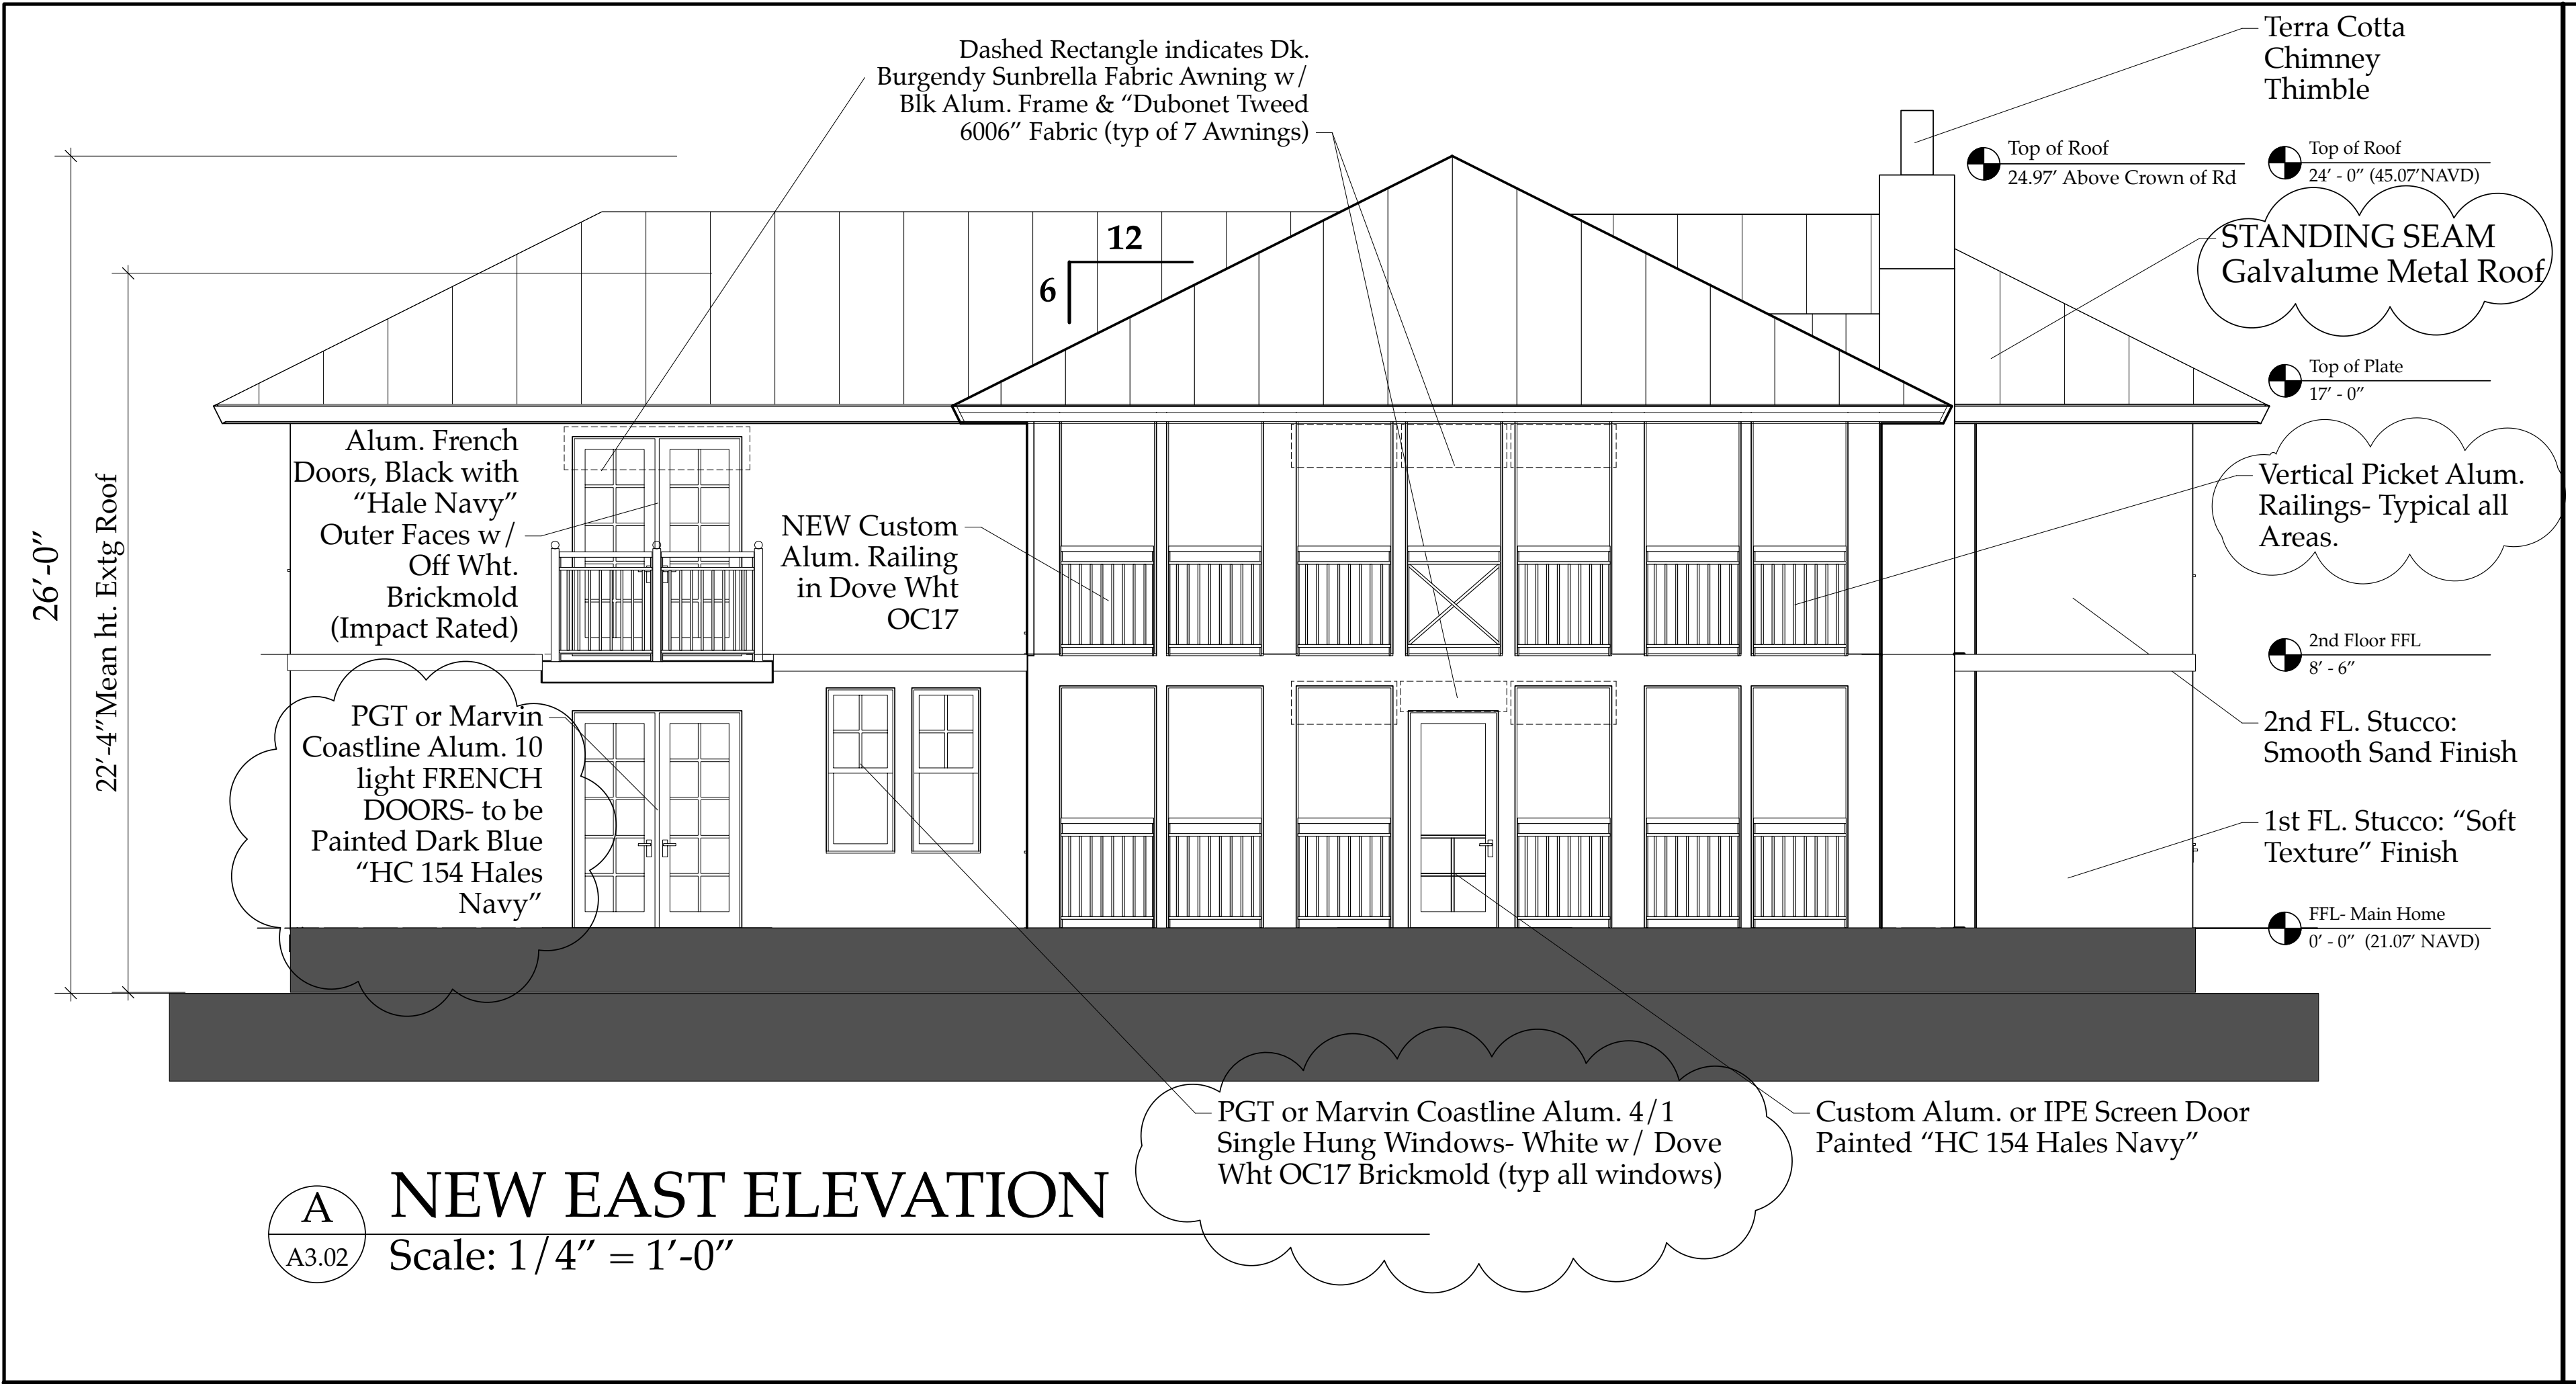 Dashed Rectangle indicates Dk.
Burgendy Sunbrella Fabric Awning w/
Blk Alum. Frame & “Dubonet Tweed
6006” Fabric (typ of 7 Awnings)
Terra Cotta
Chimney
Thimble
Top of Roof
24.97’ Above Crown of Rd
Top of Roof
24’ - 0” (45.07’NAVD)
STANDING SEAM
Galvalume Metal Roof
12
6
Top of Plate
17’ - 0”
26’-0”
22’-4”Mean ht. Extg Roof
Alum. French
Doors, Black with
“Hale Navy”
Outer Faces w/
Off Wht.
Brickmold
(Impact Rated)
NEW Custom
Alum. Railing
in Dove Wht
OC17
Vertical Picket Alum.
Railings- Typical all
Areas.
2nd Floor FFL
8’ - 6”
PGT or Marvin
Coastline Alum. 10
light FRENCH
DOORS- to be
Painted Dark Blue
“HC 154 Hales
Navy”
2nd FL. Stucco:
Smooth Sand Finish
1st FL. Stucco: “Soft
Texture” Finish
FFL- Main Home
0’ - 0” (21.07’ NAVD)
PGT or Marvin Coastline Alum. 4/1
Single Hung Windows- White w/ Dove
Wht OC17 Brickmold (typ all windows)
Custom Alum. or IPE Screen Door
Painted “HC 154 Hales Navy”
A
A3.02
NEW EAST ELEVATION
Scale: 1/4” = 1’-0”